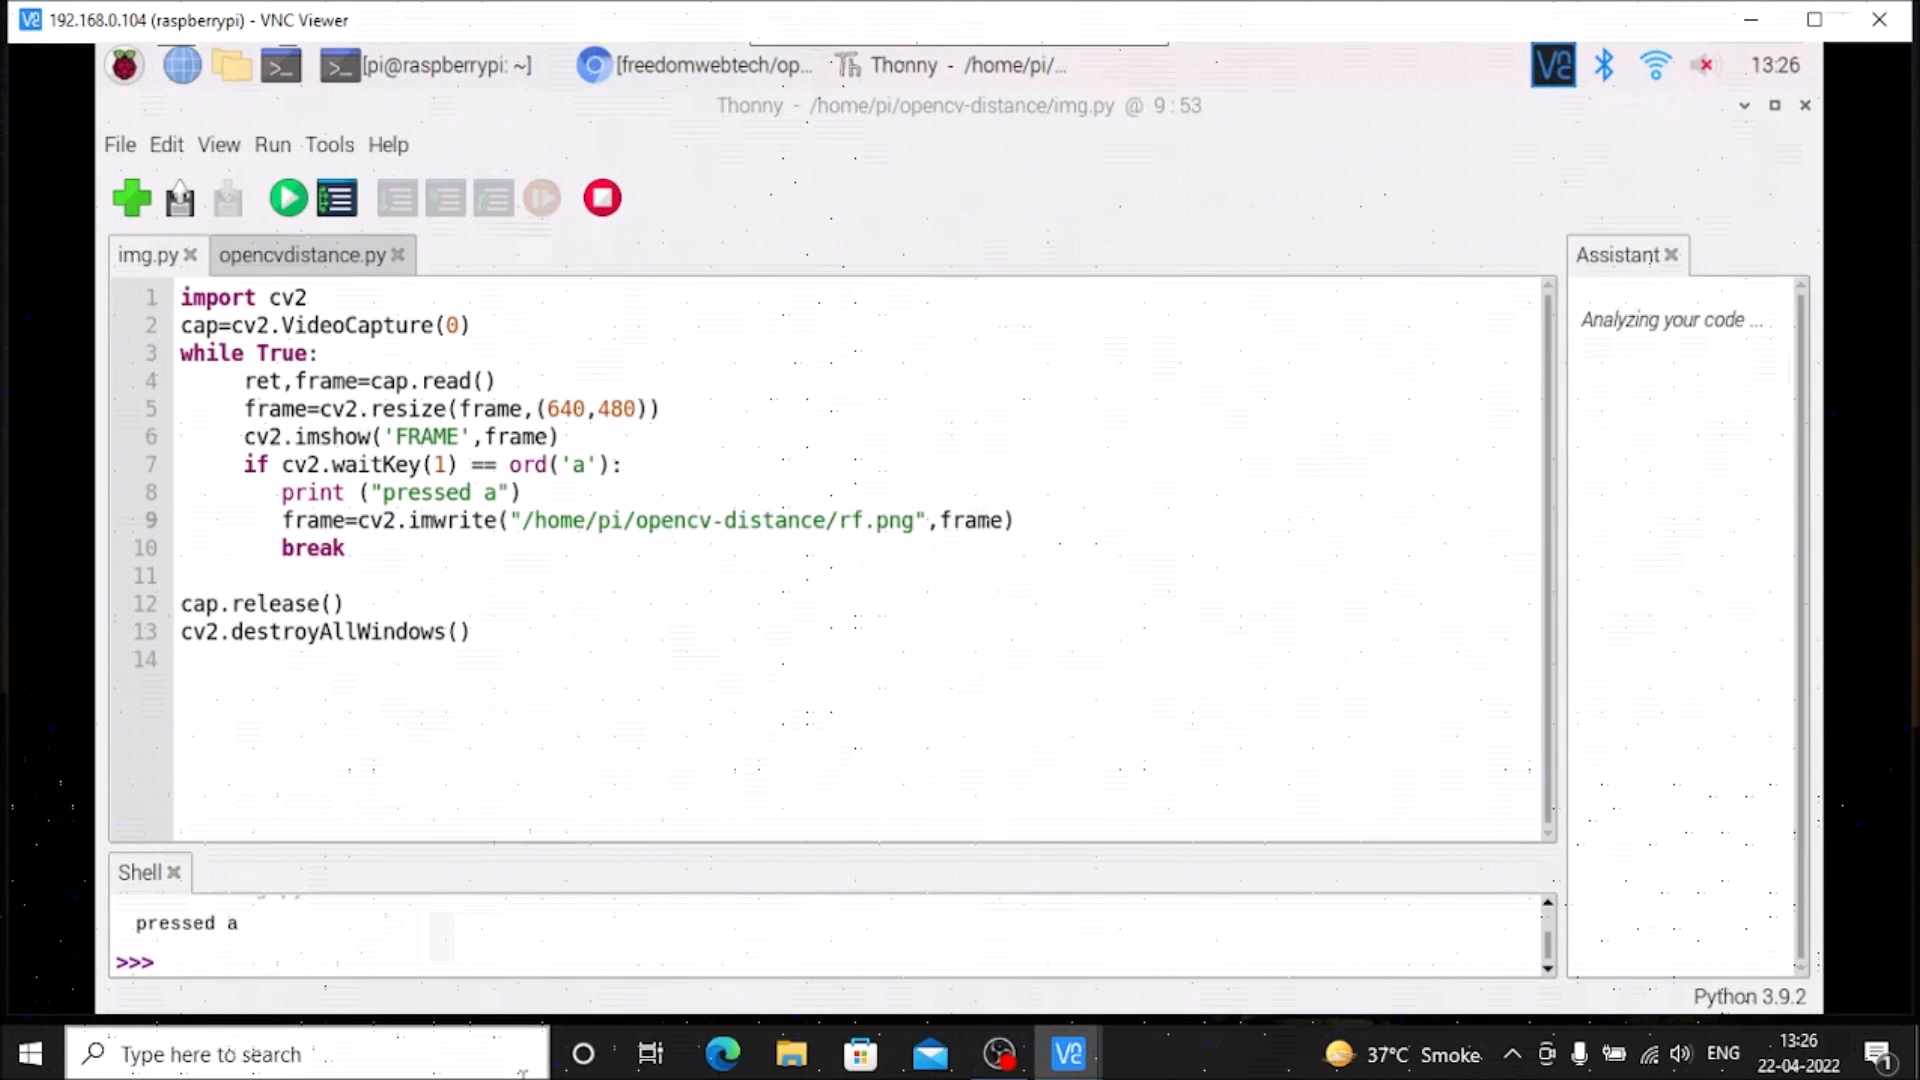 192.168.0.104 (raspberrypi) - VNC Viewer
[pi@raspberrypi: ~]
[freedomwebtech/op...
Thonny - /home/pi/...
13:26
Thonny - /home/pi/opencv-distance/img.py @ 9:53
File Edit View Run Tools Help
img.py
opencvdistance.py
Assistant
1 import cv2
2 cap=cv2.VideoCapture(0)
3 while True:
4 ret,frame=cap.read()
5 frame=cv2.resize(frame,(640,480))
6 cv2.imshow('FRAME',frame)
7 if cv2.waitKey(1) == ord('a'):
8 print ("pressed a")
9 frame=cv2.imwrite("/home/pi/opencv-distance/rf.png",frame)
10 break
11
12 cap.release()
13 cv2.destroyAllWindows()
14
Analyzing your code ...
Shell
pressed a
>>>
Python 3.9.2
Type here to search
37°C Smoke
ENG
13:26
22-04-2022
1